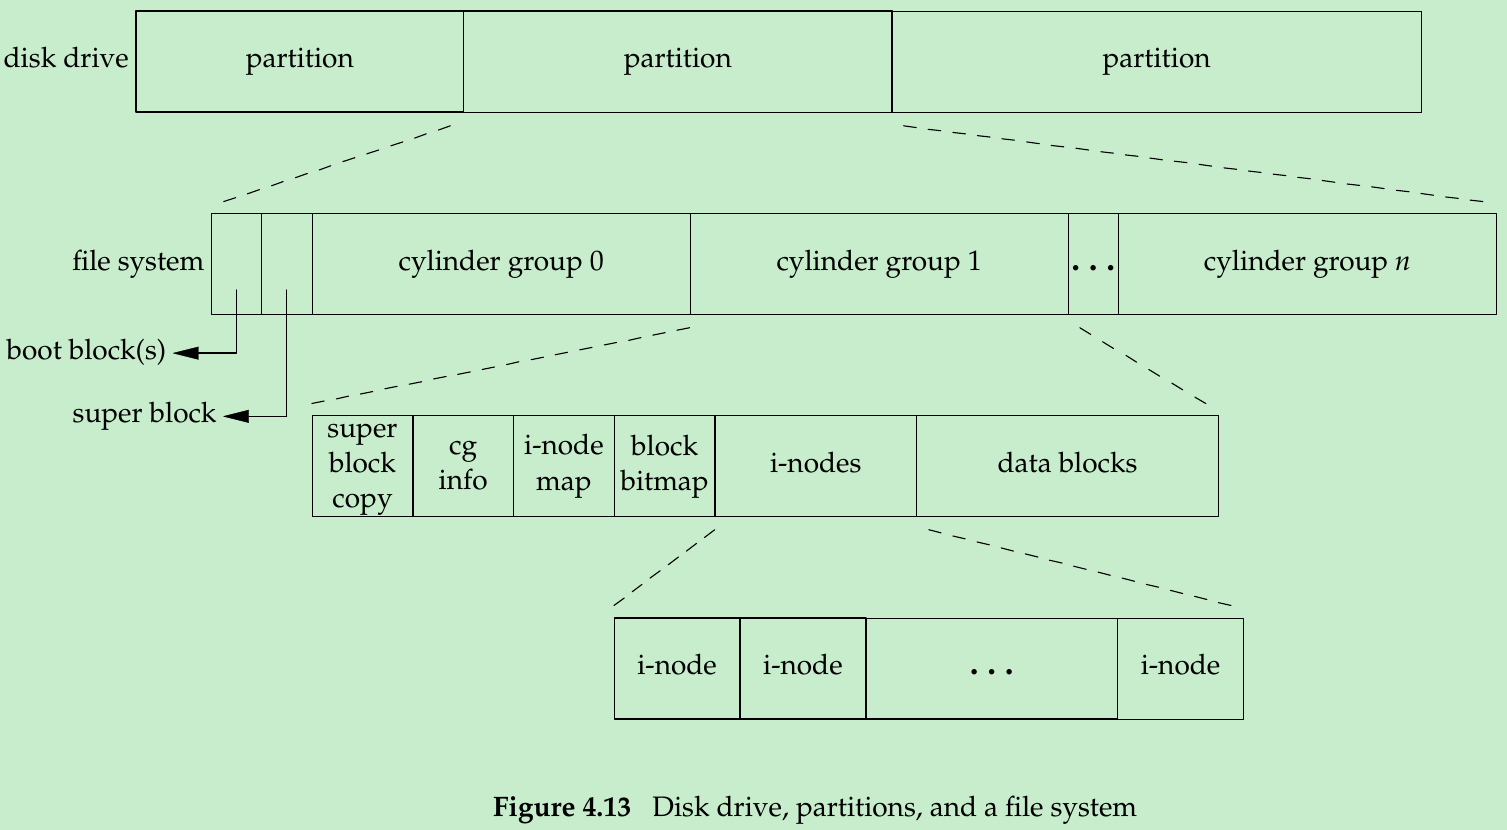 disk drive
partition
partition
partition
file system
cylinder group 0
cylinder group 1
...
cylinder group n
boot block(s)
super block
super
block
copy
cg
info
i-node
map
block
bitmap
i-nodes
data blocks
i-node
i-node
...
i-node
Figure 4.13 Disk drive, partitions, and a file system